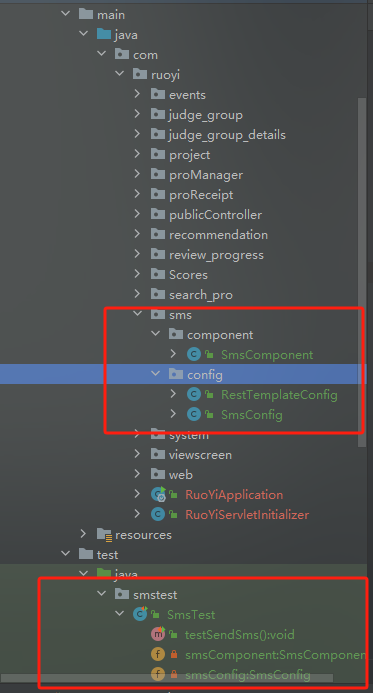 main
java
com
ruoyi
events
judge_group
judge_group_details
project
proManager
proReceipt
publicController
recommendation
review_progress
Scores
search_pro
sms
component
SmsComponent
config
RestTemplateConfig
SmsConfig
system
viewscreen
web
RuoYiApplication
RuoYiServletInitializer
resources
test
java
smstest
SmsTest
testSendSms():void
smsComponent:SmsComponen
smsConfig:SmsConfig